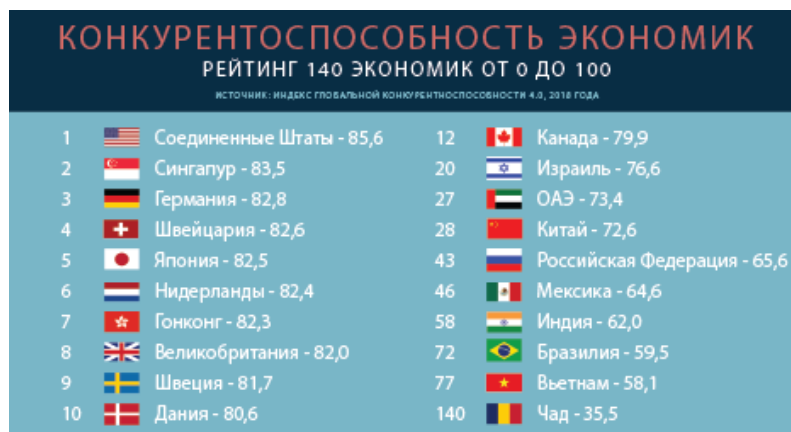 КОНКУРЕНТОСПОСОБНОСТЬ ЭКОНОМИК
РЕЙТИНГ 140 ЭКОНОМИК ОТ 0 ДО 100
ИСТОЧНИК: ИНДЕКС ГЛОБАЛЬНОЙ КОНКУРЕНТНОСПОСОБНОСТИ 4.0, 2018 ГОДА
1 Соединенные Штаты - 85,6
2 Сингапур - 83,5
3 Германия - 82,8
4 Швейцария - 82,6
5 Япония - 82,5
6 Нидерланды - 82,4
7 Гонконг - 82,3
8 Великобритания - 82,0
9 Швеция - 81,7
10 Дания - 80,6
12 Канада - 79,9
20 Израиль - 76,6
27 ОАЭ - 73,4
28 Китай - 72,6
43 Российская Федерация - 65,6
46 Мексика - 64,6
58 Индия - 62,0
72 Бразилия - 59,5
77 Вьетнам - 58,1
140 Чад - 35,5